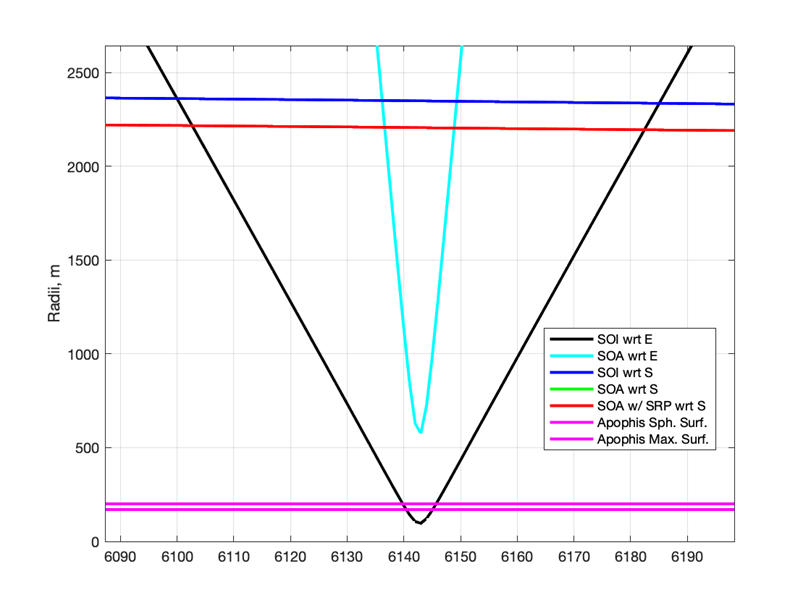 2500
2000
1500
1000
500
0
Radii, m
SOI wrt E
SOA wrt E
SOI wrt S
SOA wrt S
SOA w/ SRP wrt S
Apophis Sph. Surf.
Apophis Max. Surf.
6090 6100 6110 6120 6130 6140 6150 6160 6170 6180 6190